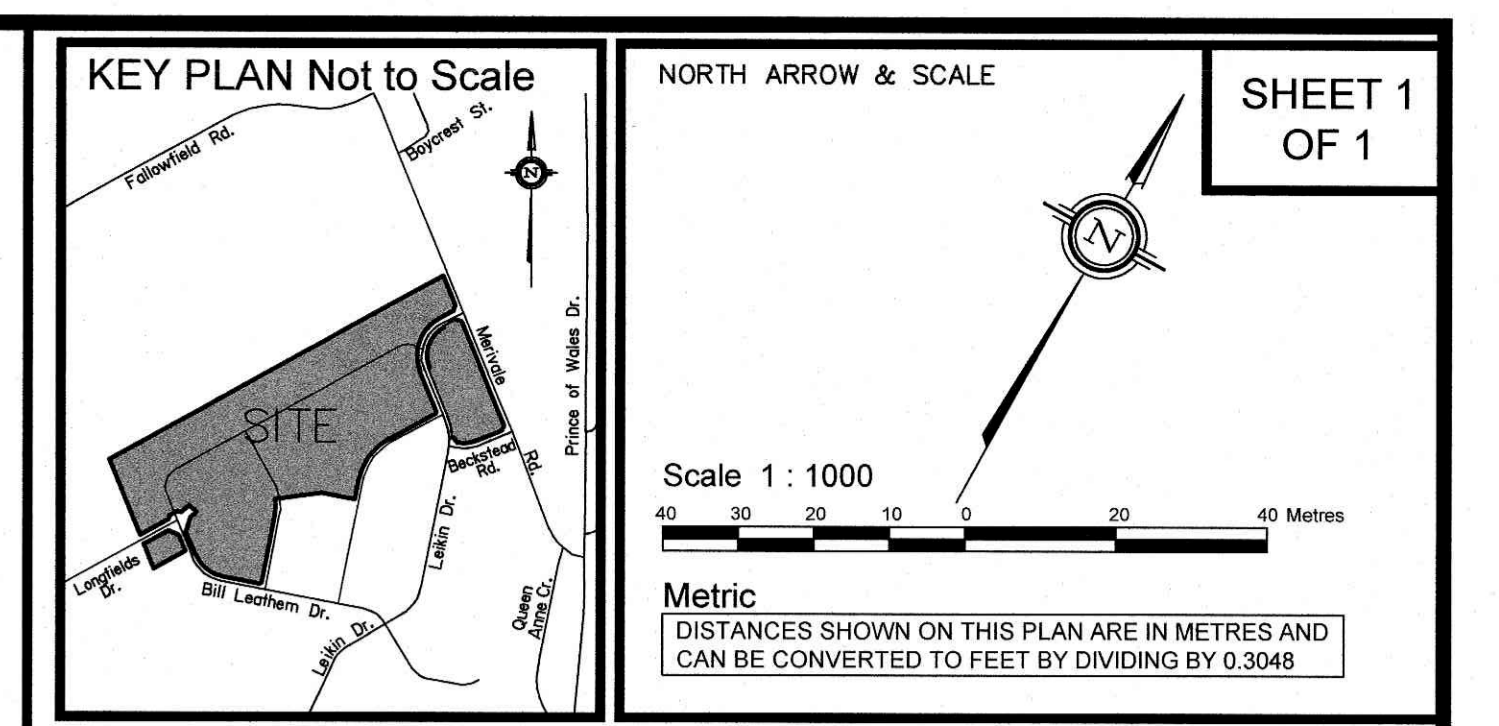 KEY PLAN Not to Scale
Fallowfield Rd.
Boycrest St.
N
Merivale
Rd.
Prince of Wales Dr.
SITE
Beckstead
Rd.
Leikin Dr.
Longfields
Dr.
Bill Leathem Dr.
Leikin Dr.
Queen
Anne Cr.
NORTH ARROW & SCALE
SHEET 1
OF 1
N
Scale 1 : 1000
40 30 20 10 0 20 40 Metres
Metric
DISTANCES SHOWN ON THIS PLAN ARE IN METRES AND
CAN BE CONVERTED TO FEET BY DIVIDING BY 0.3048